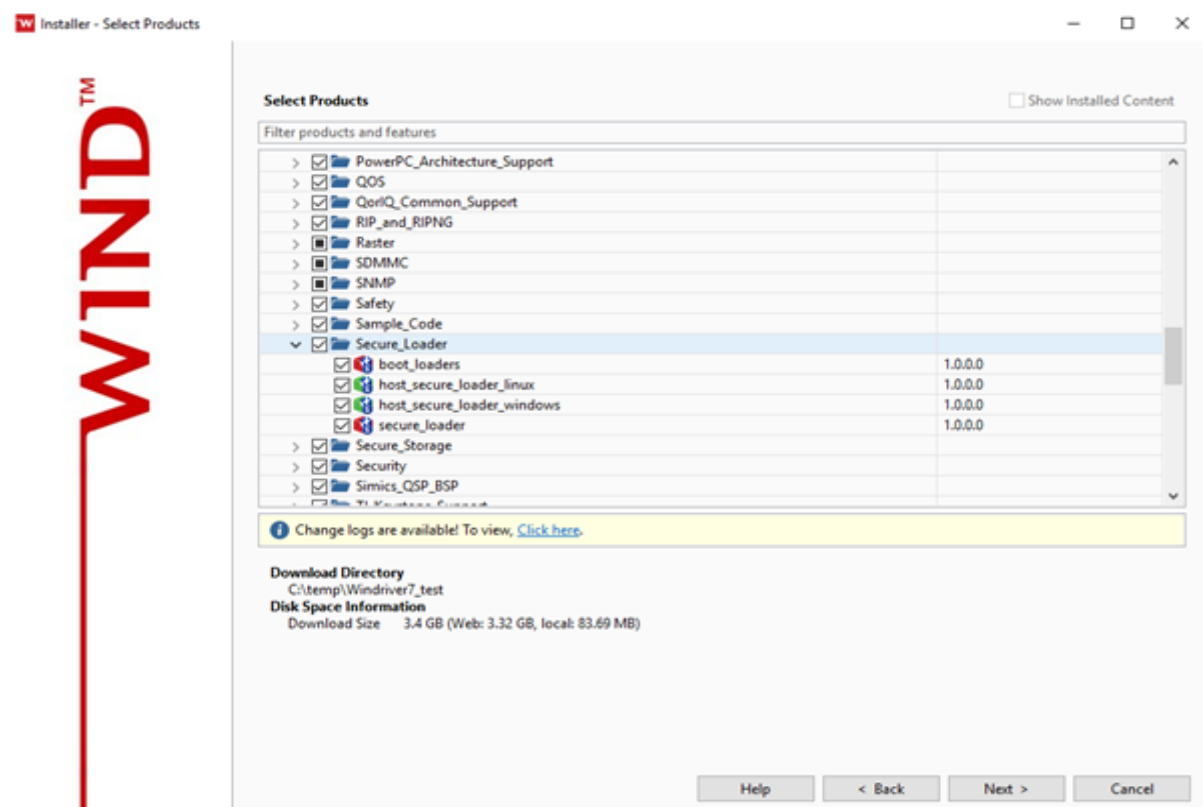 Installer - Select Products
WIND™
Select Products
Show Installed Content
Filter products and features
PowerPC_Architecture_Support
QOS
QorIQ_Common_Support
RIP_and_RIPNG
Raster
SDMMC
SNMP
Safety
Sample_Code
Secure_Loader
boot_loaders 1.0.0.0
host_secure_loader_linux 1.0.0.0
host_secure_loader_windows 1.0.0.0
secure_loader 1.0.0.0
Secure_Storage
Security
Simics_QSP_BSP
Change logs are available! To view, Click here.
Download Directory
C:\temp\Windriver7_test
Disk Space Information
Download Size 3.4 GB (Web: 3.32 GB, local: 83.69 MB)
Help < Back Next > Cancel